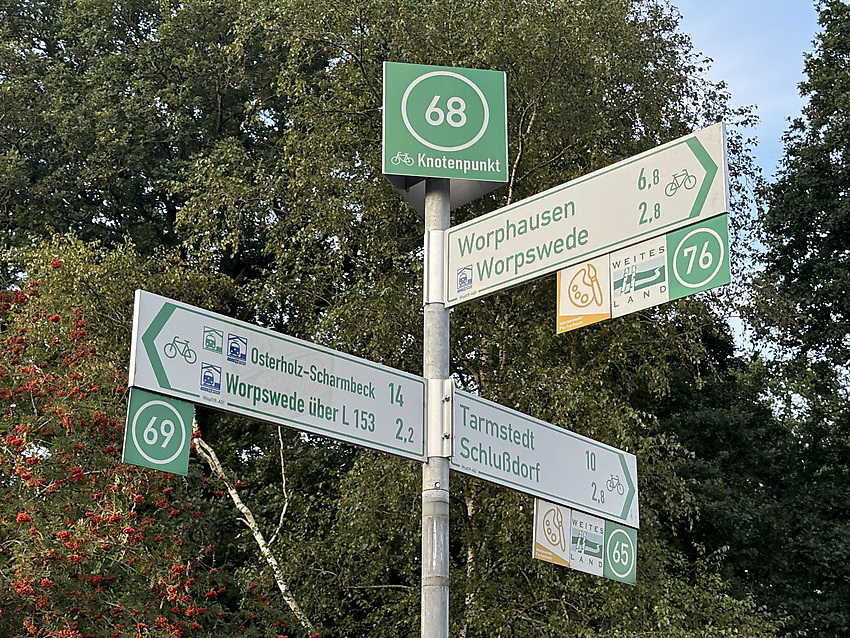 68
Knotenpunkt
Worphausen 6,8
Worpswede 2,8
WEITES
LAND
76
Osterholz-Scharmbeck 14
Worpswede über L 153 2,2
69
Tarmstedt 10
Schlußdorf 2,8
WEITES
LAND
65